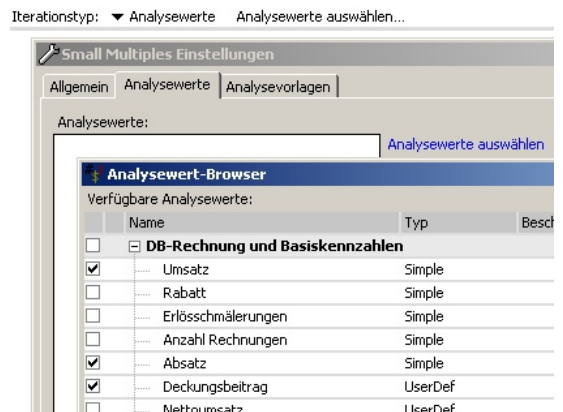 Iterationstyp: Analysewerte Analysewerte auswählen...
Small Multiples Einstellungen
Allgemein Analysewerte Analysevorlagen
Analysewerte:
Analysewerte auswählen
Analysewert-Browser
Verfügbare Analysewerte:
Name Typ
DB-Rechnung und Basiskennzahlen
Umsatz Simple
Rabatt Simple
Erlösschmälerungen Simple
Anzahl Rechnungen Simple
Absatz Simple
Deckungsbeitrag UserDef
Nettoumsatz UserDef